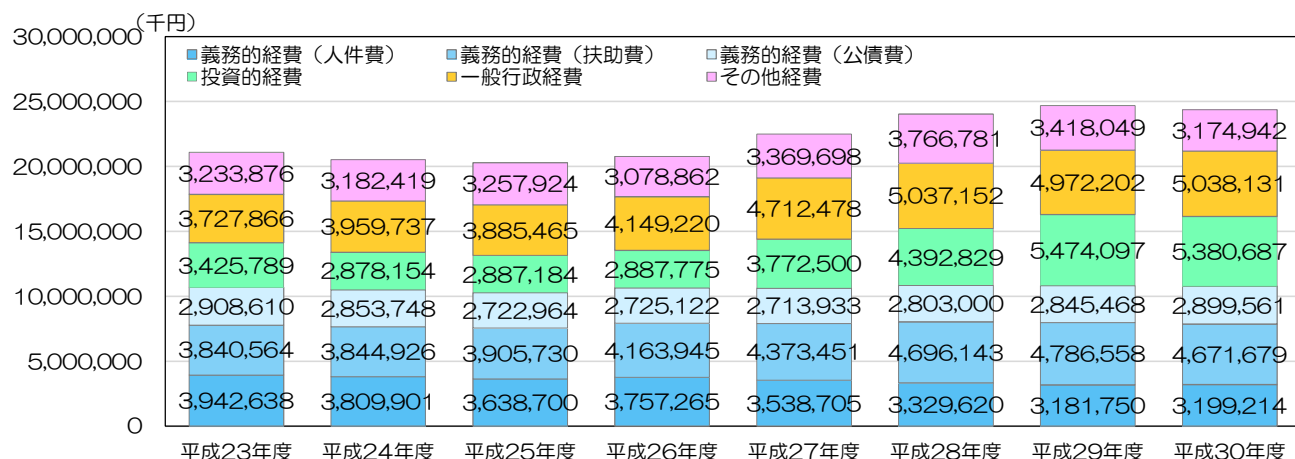 （千円）
30,000,000
義務的経費（人件費） 義務的経費（扶助費） 義務的経費（公債費）
投資的経費 一般行政経費 その他経費
25,000,000
20,000,000
15,000,000
10,000,000
5,000,000
0
3,233,876 3,182,419 3,257,924 3,078,862 3,369,698 3,766,781 3,418,049 3,174,942
3,727,866 3,959,737 3,885,465 4,149,220 4,712,478 5,037,152 4,972,202 5,038,131
3,425,789 2,878,154 2,887,184 2,887,775 3,772,500 4,392,829 5,474,097 5,380,687
2,908,610 2,853,748 2,722,964 2,725,122 2,713,933 2,803,000 2,845,468 2,899,561
3,840,564 3,844,926 3,905,730 4,163,945 4,373,451 4,696,143 4,786,558 4,671,679
3,942,638 3,809,901 3,638,700 3,757,265 3,538,705 3,329,620 3,181,750 3,199,214
平成23年度 平成24年度 平成25年度 平成26年度 平成27年度 平成28年度 平成29年度 平成30年度